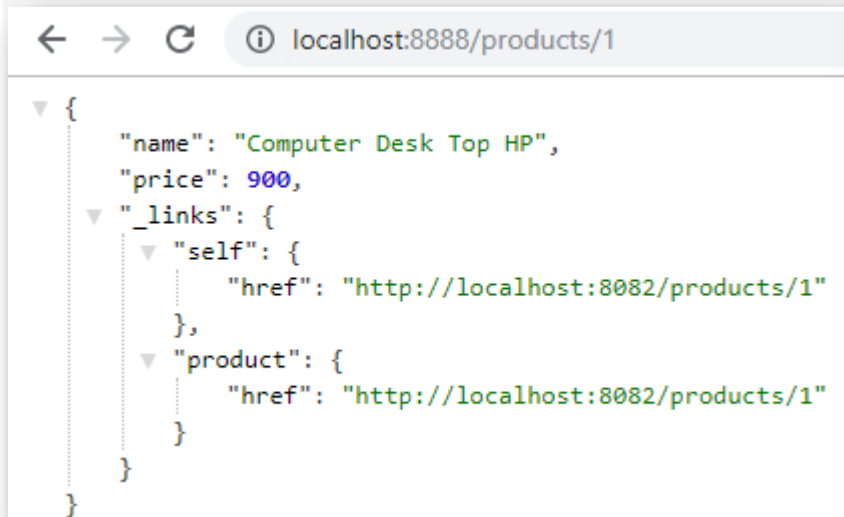 localhost:8888/products/1
{
"name": "Computer Desk Top HP",
"price": 900,
"_links": {
"self": {
"href": "http://localhost:8082/products/1"
},
"product": {
"href": "http://localhost:8082/products/1"
}
}
}